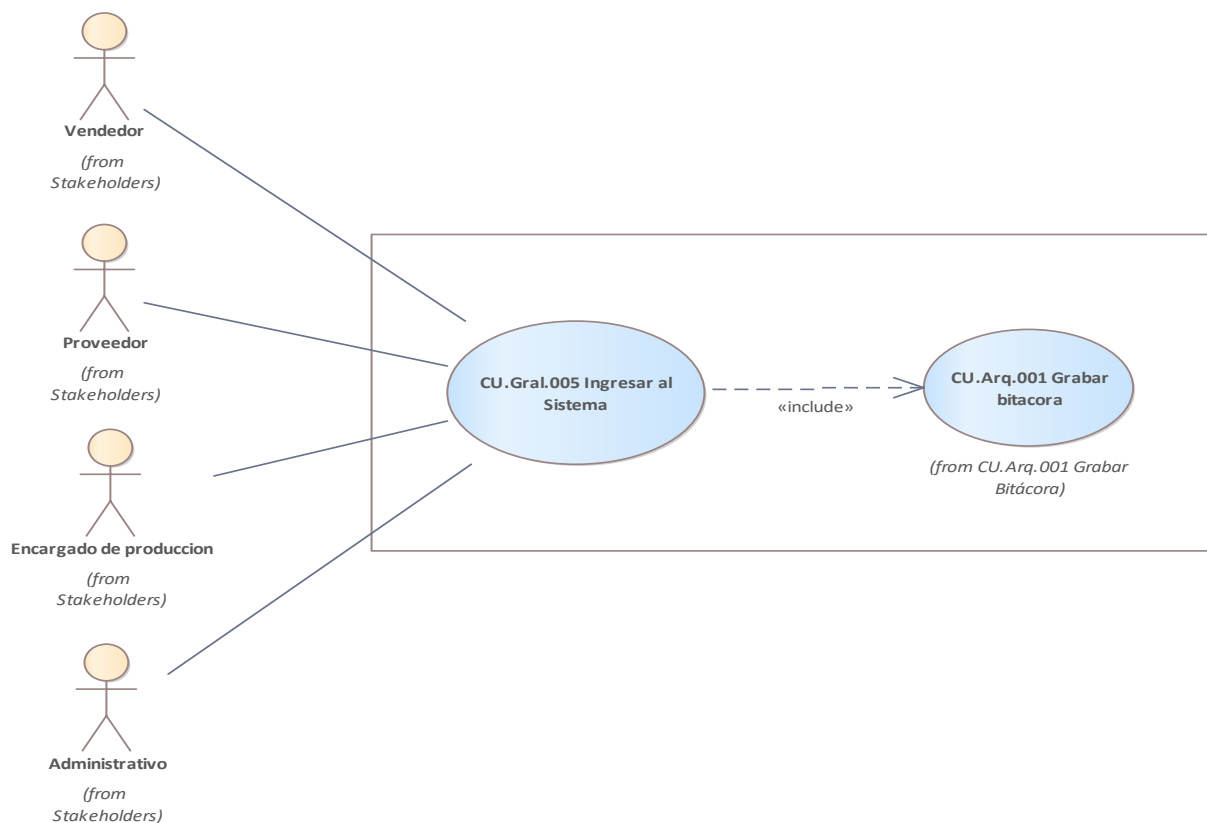 Vendedor
(from
Stakeholders)
Proveedor
(from
Stakeholders)
Encargado de produccion
(from
Stakeholders)
Administrativo
(from
Stakeholders)
CU.Gral.005 Ingresar al
Sistema
«include»
CU.Arq.001 Grabar
bitacora
(from CU.Arq.001 Grabar
Bitácora)